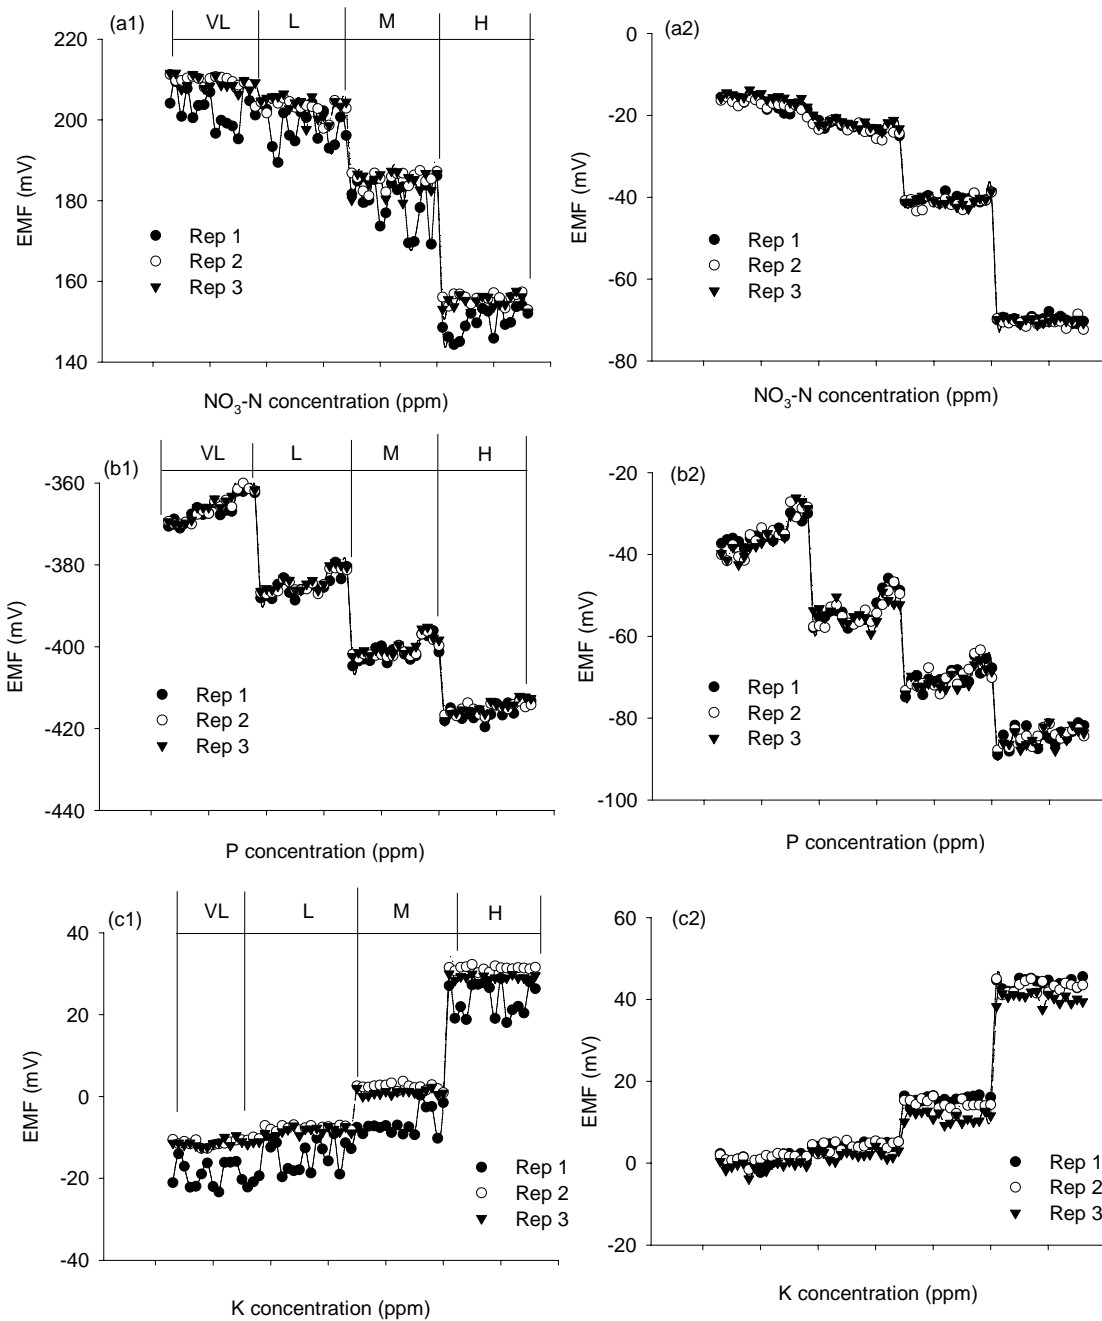 (a1) VL L M H
220
200
180
160
140
EMF (mV)
Rep 1
Rep 2
Rep 3
NO3-N concentration (ppm)
(a2)
0
-20
-40
-60
-80
EMF (mV)
Rep 1
Rep 2
Rep 3
NO3-N concentration (ppm)
(b1) VL L M H
-360
-380
-400
-420
-440
EMF (mV)
Rep 1
Rep 2
Rep 3
P concentration (ppm)
(b2)
-20
-40
-60
-80
-100
EMF (mV)
Rep 1
Rep 2
Rep 3
P concentration (ppm)
(c1) VL L M H
40
20
0
-20
-40
EMF (mV)
Rep 1
Rep 2
Rep 3
K concentration (ppm)
(c2)
60
40
20
0
-20
EMF (mV)
Rep 1
Rep 2
Rep 3
K concentration (ppm)